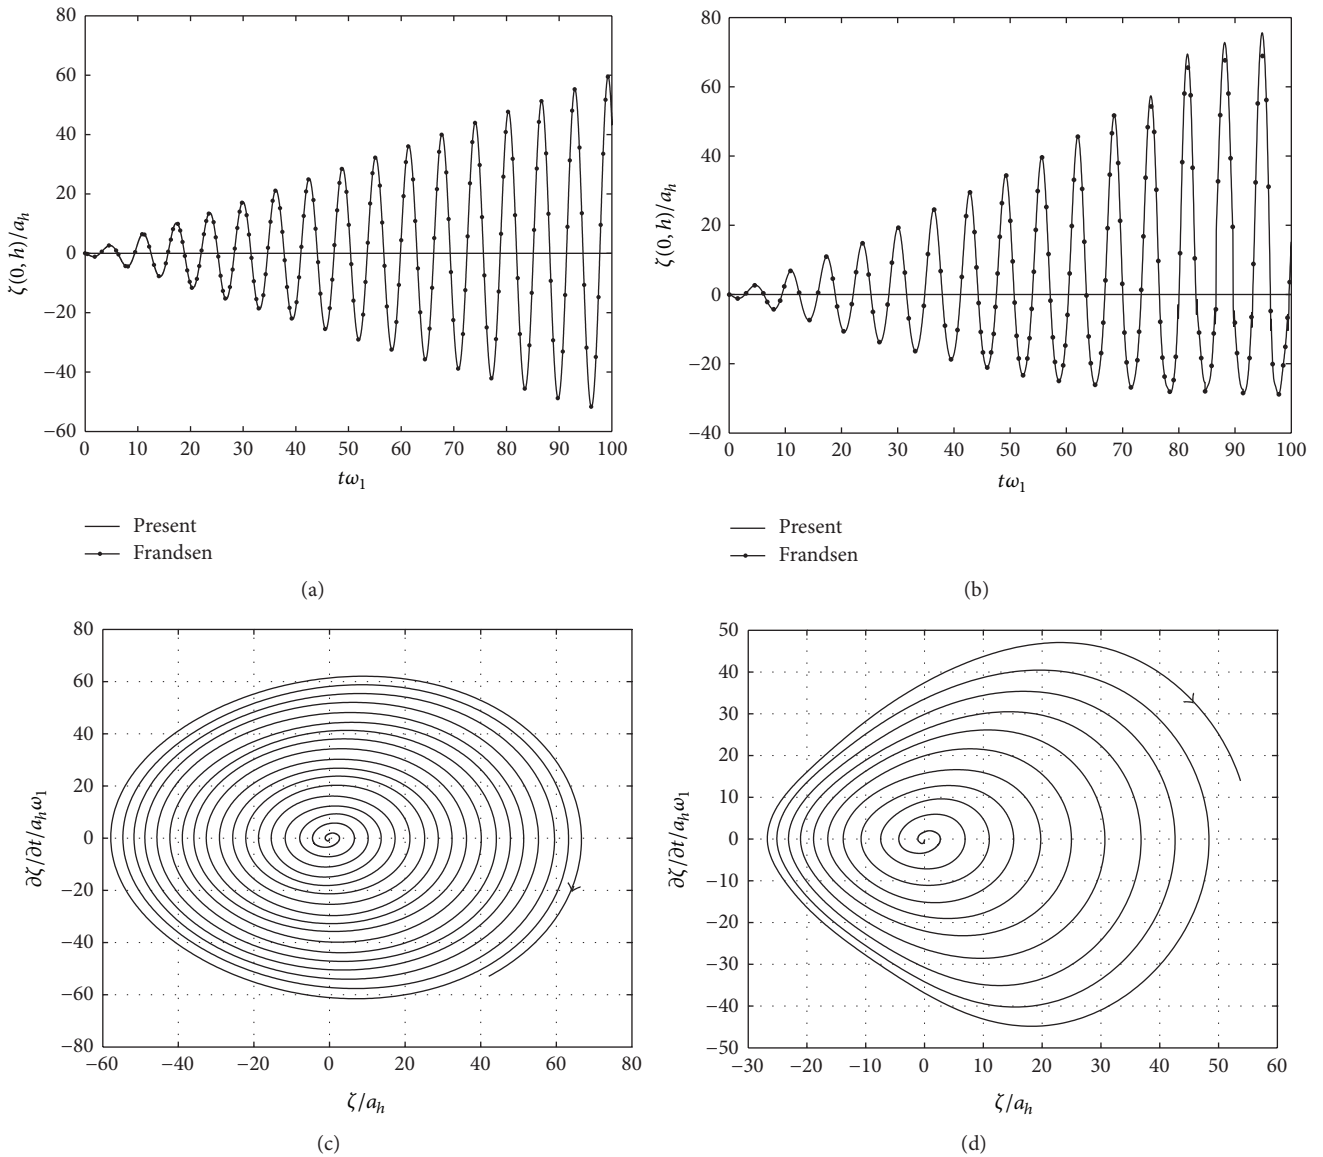 80
60
40
20
0
−20
−40
−60
ζ(0, h)/a_h
0 10 20 30 40 50 60 70 80 90 100
tω_1
Present
Frandsen
(a)
80
60
40
20
0
−20
−40
ζ(0, h)/a_h
0 10 20 30 40 50 60 70 80 90 100
tω_1
Present
Frandsen
(b)
80
60
40
20
0
−20
−40
−60
−80
∂ζ/∂t/a_hω_1
−60 −40 −20 0 20 40 60 80
ζ/a_h
(c)
50
40
30
20
10
0
−10
−20
−30
−40
−50
∂ζ/∂t/a_hω_1
−30 −20 −10 0 10 20 30 40 50 60
ζ/a_h
(d)